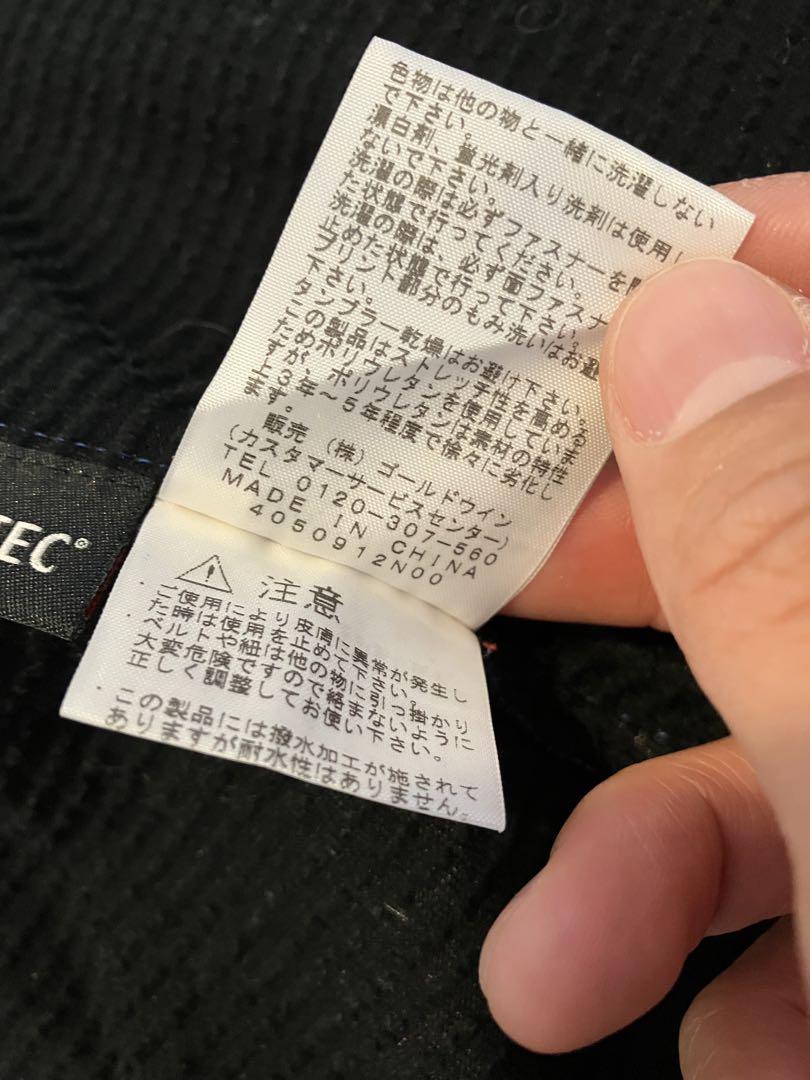 色物は他の物と一緒に洗濯しない
で下さい。
漂白剤、蛍光剤入り洗剤は使用し
ないで下さい。
洗濯の際は必ずファスナーを閉
た状態で行ってください。
洗濯の際は、必ず面ファスナ
止めた状態で行って下さい。
プリント部分のもみ洗いはお避
下さい。
タンブラー乾燥はお避け下さい。
この製品はストレッチ性を高める
ためポリウレタンを使用していま
すが、ポリウレタンは素材の特性
上3年〜5年程度で徐々に劣化し
ます。
販売 (株) ゴールドウイン
(カスタマーサービスセンター)
TEL 0120-307-560
MADE IN CHINA
4050912N00
TEC
注意
・ご使用により皮膚に異常が発生し
た時は使用を止めて下さい。
・ベルトや紐は他の物に引っ掛かり
大変危険ですので絡まないように
正しく調整してお使い下さい。
・この製品には撥水加工が施されて
ありますが耐水性はありません。